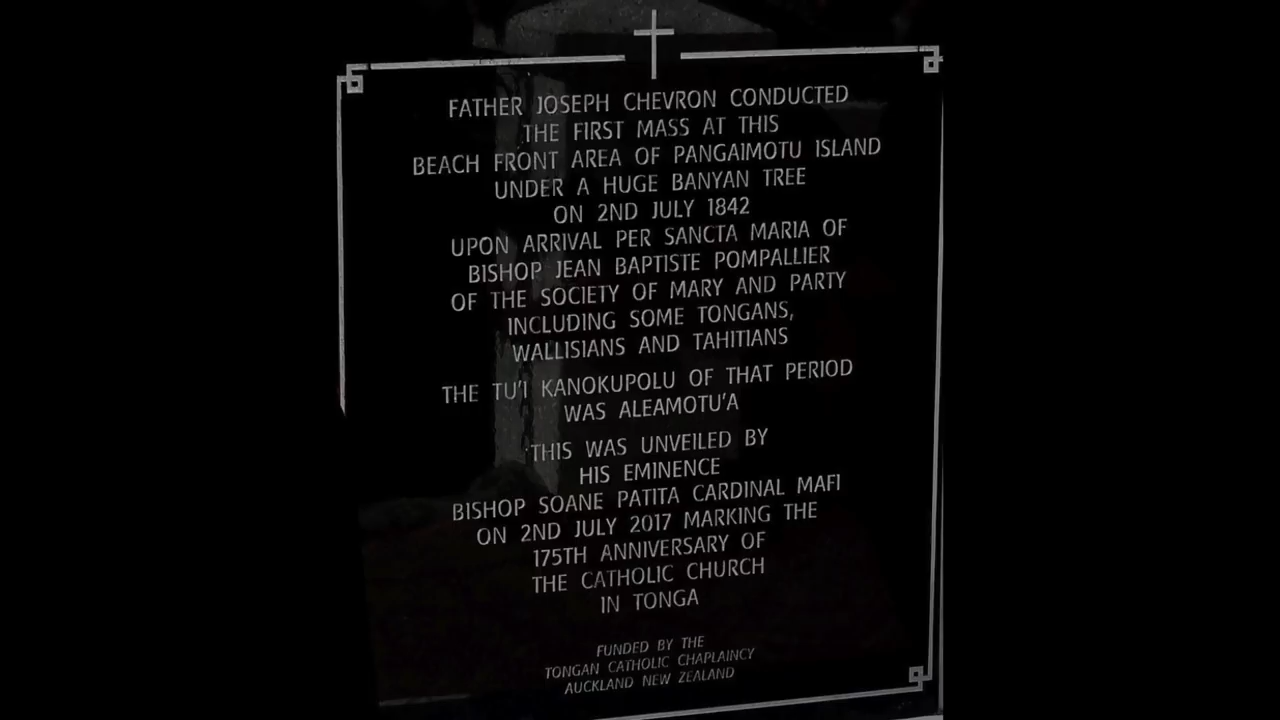 FATHER JOSEPH CHEVRON CONDUCTED
THE FIRST MASS AT THIS
BEACH FRONT AREA OF PANGAIMOTU ISLAND
UNDER A HUGE BANYAN TREE
ON 2ND JULY 1842
UPON ARRIVAL PER SANCTA MARIA OF
BISHOP JEAN BAPTISTE POMPALLIER
OF THE SOCIETY OF MARY AND PARTY
INCLUDING SOME TONGANS,
WALLISIANS AND TAHITIANS
THE TU'I KANOKUPOLU OF THAT PERIOD
WAS ALEAMOTU'A
THIS WAS UNVEILED BY
HIS EMINENCE
BISHOP SOANE PATITA CARDINAL MAFI
ON 2ND JULY 2017 MARKING THE
175TH ANNIVERSARY OF
THE CATHOLIC CHURCH
IN TONGA
FUNDED BY THE
TONGAN CATHOLIC CHAPLAINCY
AUCKLAND NEW ZEALAND